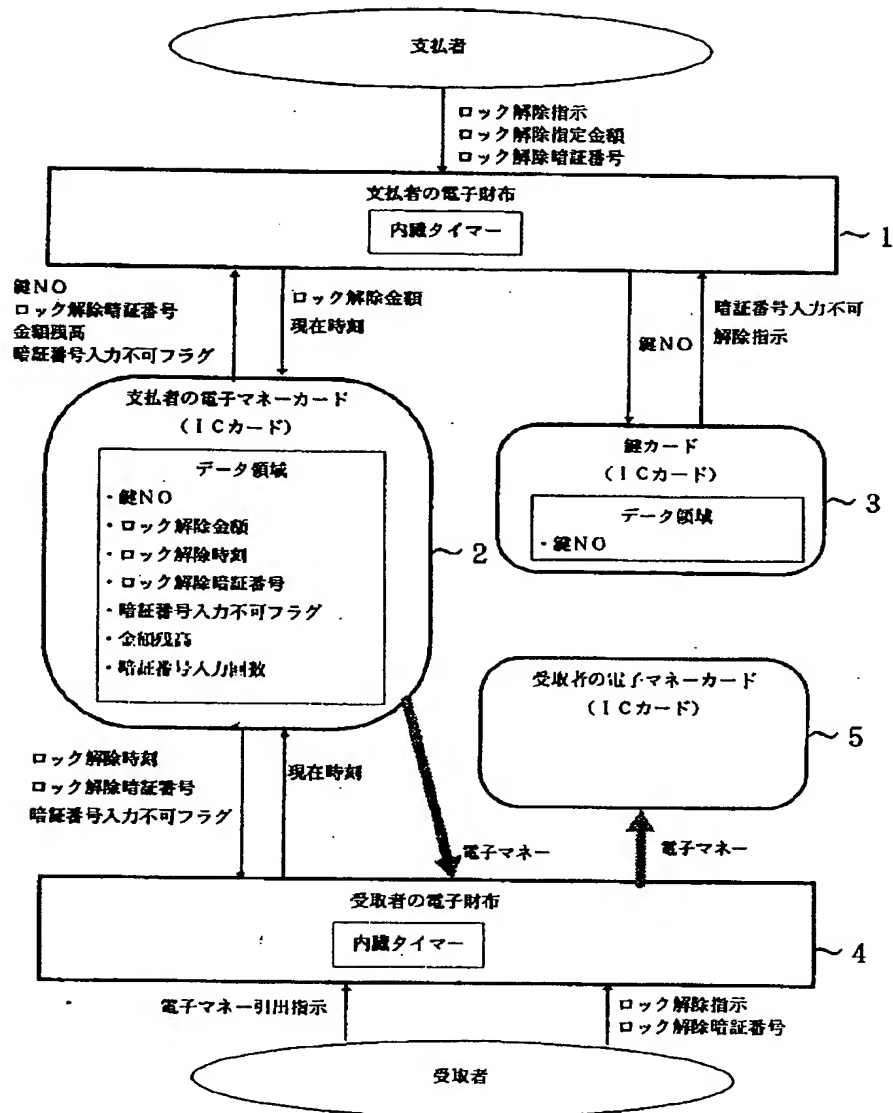 支払者
ロック解除指示
ロック解除指定金額
ロック解除暗証番号
支払者の電子財布
内臓タイマー
1
鍵NO
ロック解除暗証番号
金額残高
暗証番号入力不可フラグ
ロック解除金額
現在時刻
鍵NO
暗証番号入力不可
解除指示
支払者の電子マネーカード
(ICカード)
データ領域
・鍵NO
・ロック解除金額
・ロック解除時刻
・ロック解除暗証番号
・暗証番号入力不可フラグ
・金額残高
・暗証番号入力回数
2
鍵カード
(ICカード)
データ領域
・鍵NO
3
受取者の電子マネーカード
(ICカード)
5
ロック解除時刻
ロック解除暗証番号
暗証番号入力不可フラグ
現在時刻
電子マネー
電子マネー
受取者の電子財布
内臓タイマー
4
電子マネー引出指示
ロック解除指示
ロック解除暗証番号
受取者